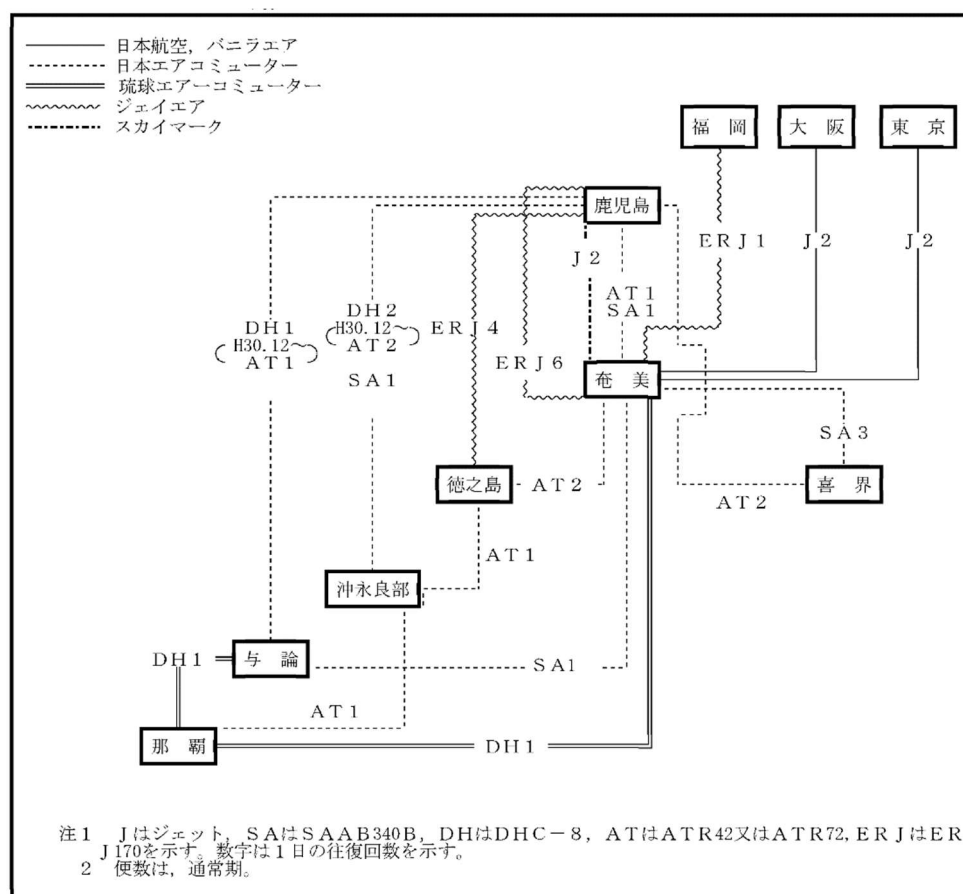 日本航空，バニラエア
日本エアコミューター
琉球エアーコミューター
ジェイエア
スカイマーク
福岡
大阪
東京
鹿児島
ERJ1
J2
J2
J2
AT1
SA1
DH1
H30.12～
AT1
DH2
H30.12～
AT2
SA1
ERJ4
ERJ6
奄美
SA3
徳之島
AT2
喜界
AT2
AT1
沖永良部
DH1
与論
SA1
AT1
那覇
DH1
注1 Jはジェット，SAはSAAB340B，DHはDHC－8，ATはATR42又はATR72，ERJはER
J170を示す。数字は1日の往復回数を示す。
2 便数は，通常期。